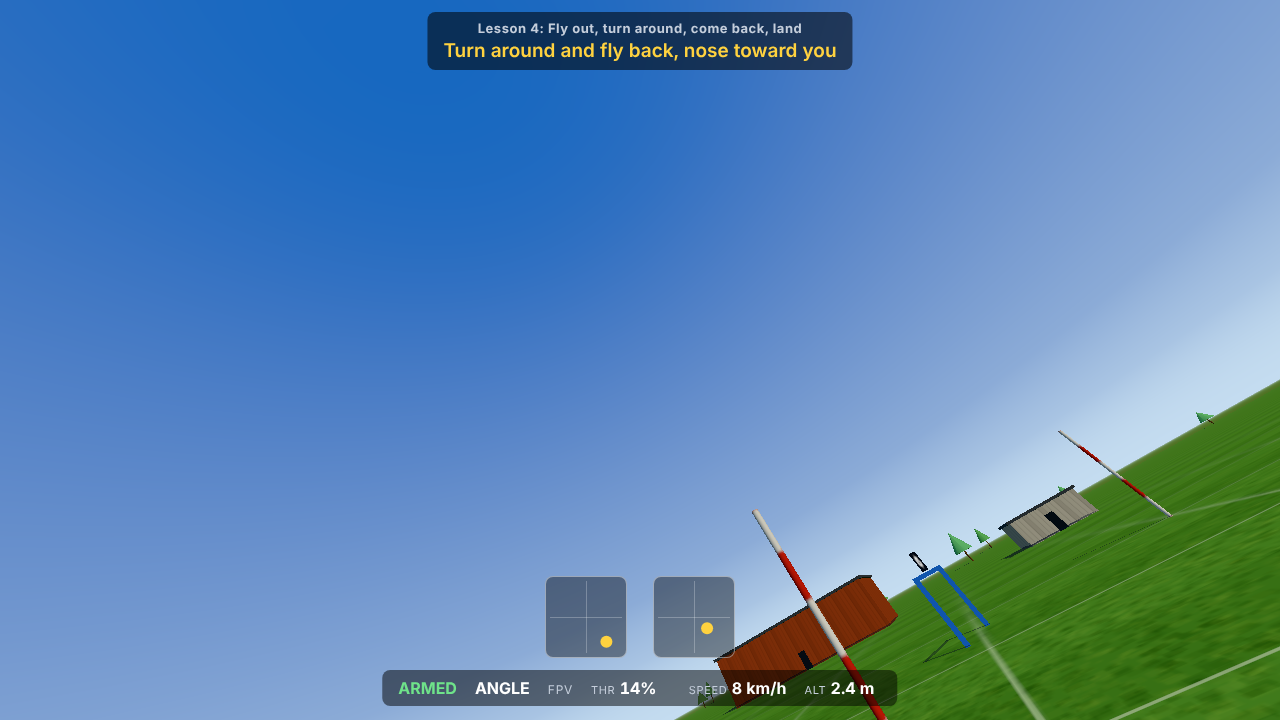 Lesson 4: Fly out, turn around, come back, land
Turn around and fly back, nose toward you
ARMED ANGLE FPV THR 14% SPEED 8 km/h ALT 2.4 m